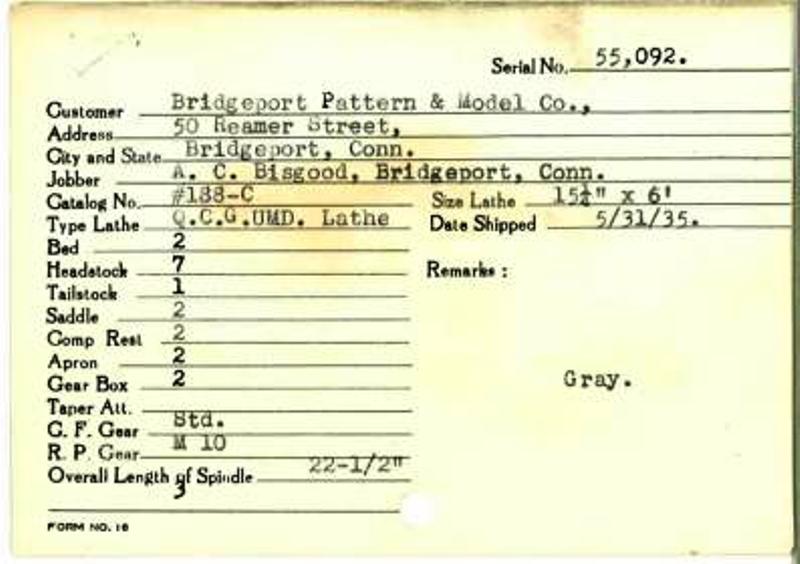 Serial No. 55,092.
Customer Bridgeport Pattern & Model Co.,
Address 50 Reamer Street,
City and State Bridgeport, Conn.
Jobber A. C. Bisgood, Bridgeport, Conn.
Catalog No. #188-C Size Lathe 15¼" x 6'
Type Lathe Q.C.G.UMD. Lathe Date Shipped 5/31/35.
Bed 2
Headstock 7 Remarks:
Tailstock 1
Saddle 2
Comp Rest 2
Apron 2
Gear Box 2 Gray.
Taper Att.
G. F. Gear Std.
R. P. Gear M 10
Overall Length of Spindle 22-1/2"
3
FORM NO. 16